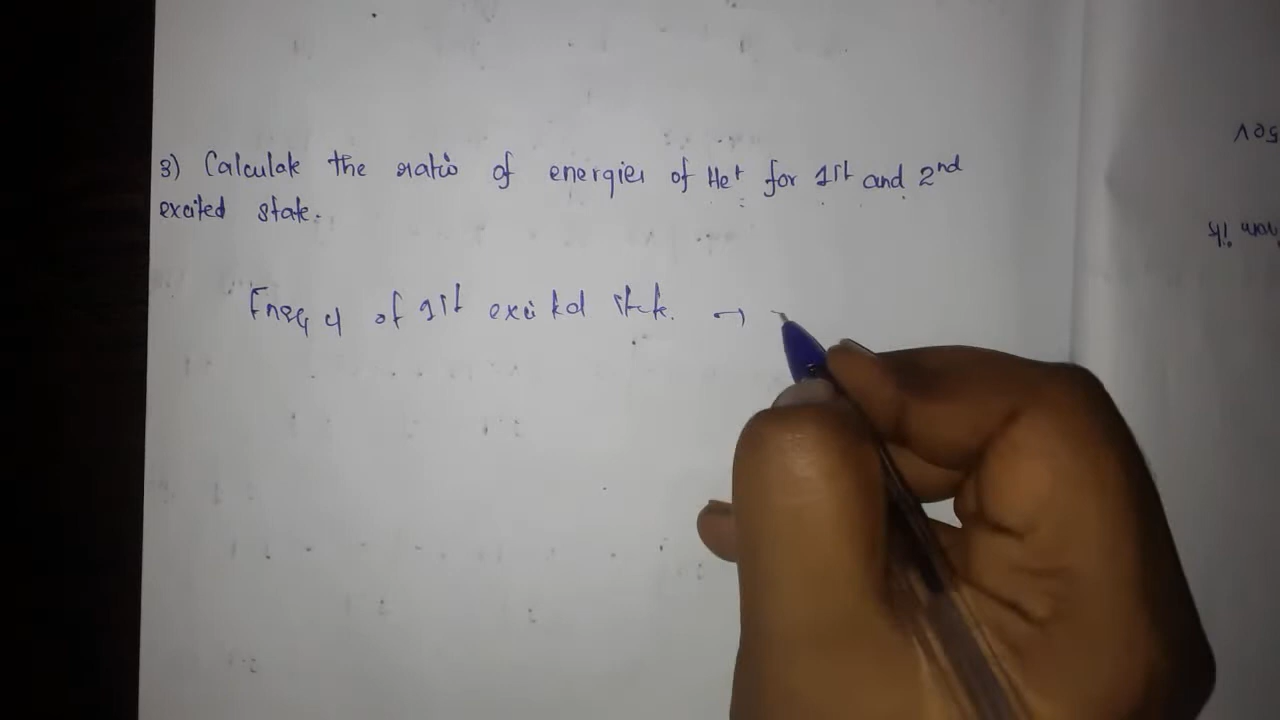 3) Calculate the ratio of energies of He+ for 1st and 2nd
excited state.
Energy of 1st excited state. →
5eV